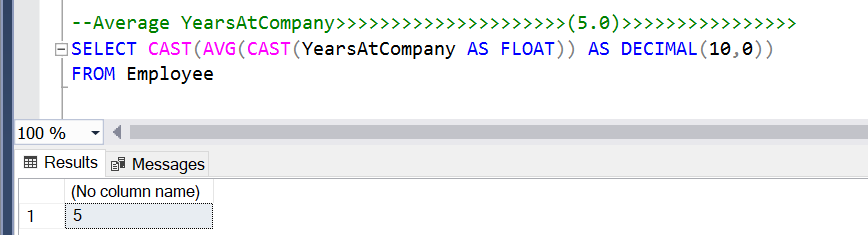 --Average YearsAtCompany>>>>>>>>>>>>>>>>>>>>>(5.0)>>>>>>>>>>>>>>>>
SELECT CAST(AVG(CAST(YearsAtCompany AS FLOAT)) AS DECIMAL(10,0))
FROM Employee
100 %
Results Messages
(No column name)
1 5